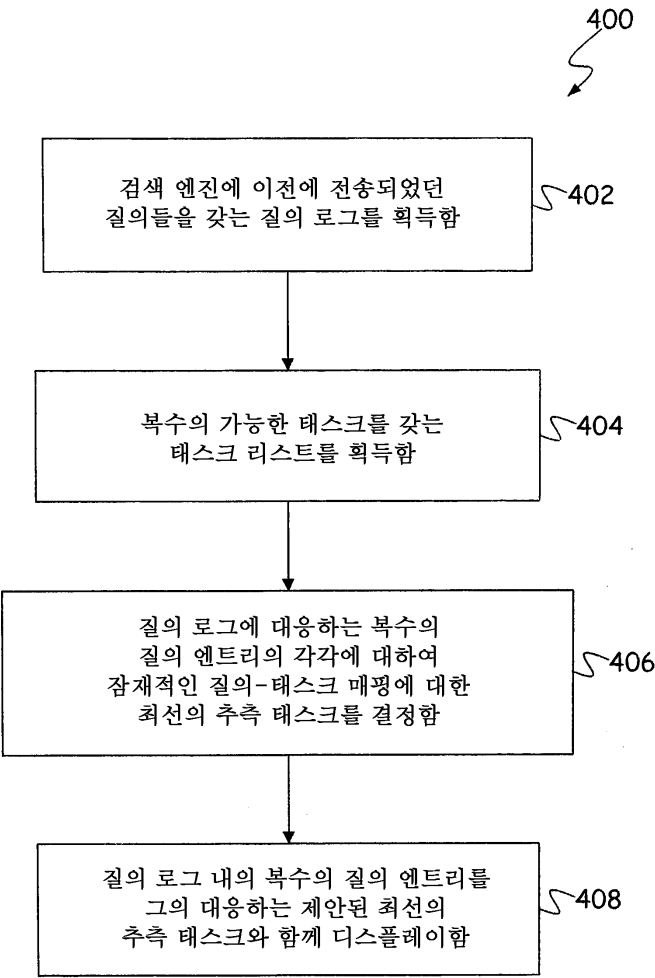 400
검색 엔진에 이전에 전송되었던
질의들을 갖는 질의 로그를 획득함
402
복수의 가능한 태스크를 갖는
태스크 리스트를 획득함
404
질의 로그에 대응하는 복수의
질의 엔트리의 각각에 대하여
잠재적인 질의-태스크 매핑에 대한
최선의 추측 태스크를 결정함
406
질의 로그 내의 복수의 질의 엔트리를
그의 대응하는 제안된 최선의
추측 태스크와 함께 디스플레이함
408